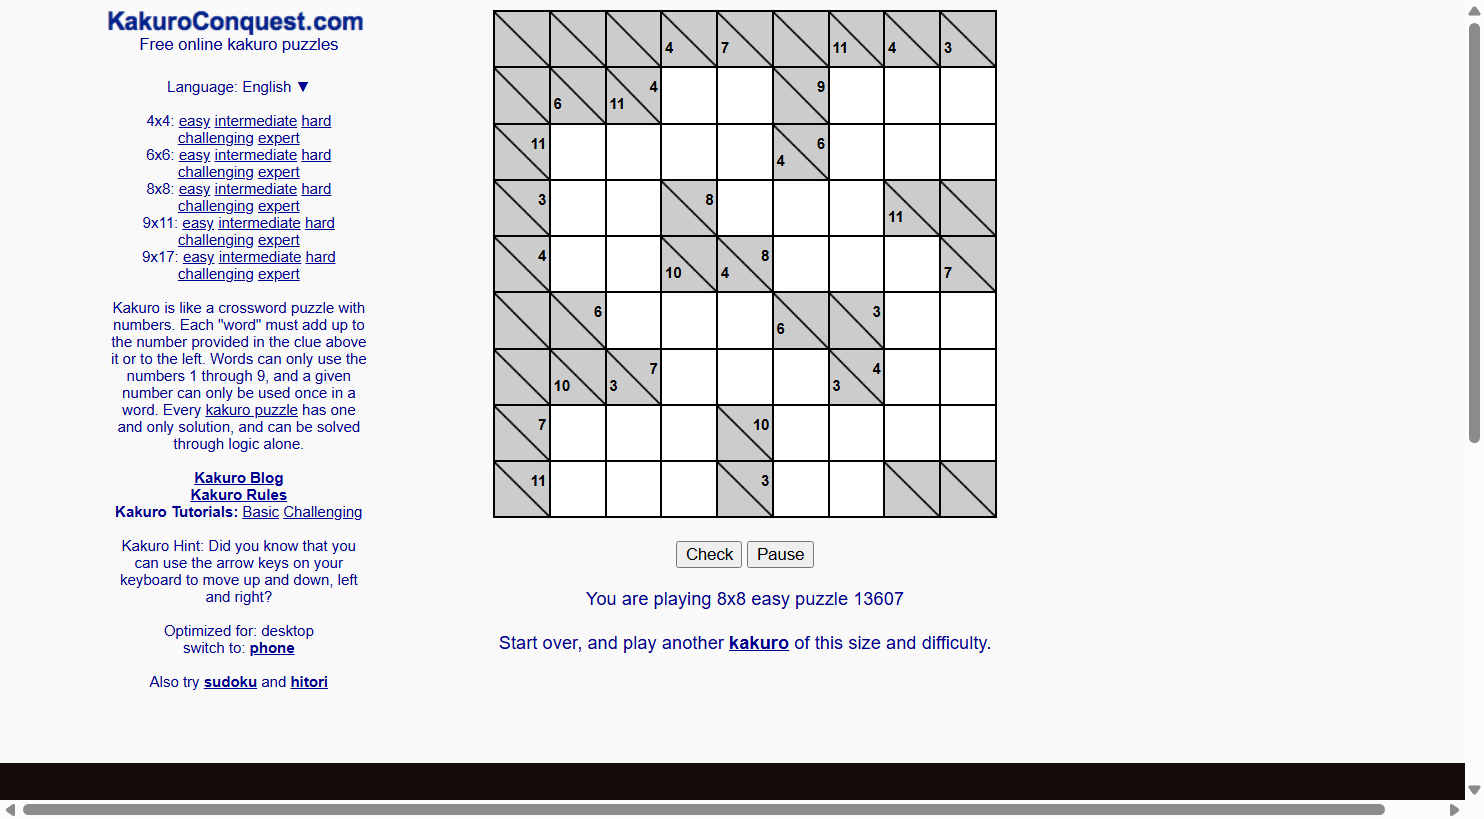 KakuroConquest.com
Free online kakuro puzzles
Language: English ▼
4x4: easy intermediate hard
challenging expert
6x6: easy intermediate hard
challenging expert
8x8: easy intermediate hard
challenging expert
9x11: easy intermediate hard
challenging expert
9x17: easy intermediate hard
challenging expert
Kakuro is like a crossword puzzle with
numbers. Each "word" must add up to
the number provided in the clue above
it or to the left. Words can only use the
numbers 1 through 9, and a given
number can only be used once in a
word. Every kakuro puzzle has one
and only solution, and can be solved
through logic alone.
Kakuro Blog
Kakuro Rules
Kakuro Tutorials: Basic Challenging
Kakuro Hint: Did you know that you
can use the arrow keys on your
keyboard to move up and down, left
and right?
Optimized for: desktop
switch to: phone
Also try sudoku and hitori
4 7 11 4 3
6 11 4 9
11 4 6
3 8 11
4 10 4 8 7
6 6 3
10 3 7 3 4
7 10
11 3
Check Pause
You are playing 8x8 easy puzzle 13607
Start over, and play another kakuro of this size and difficulty.